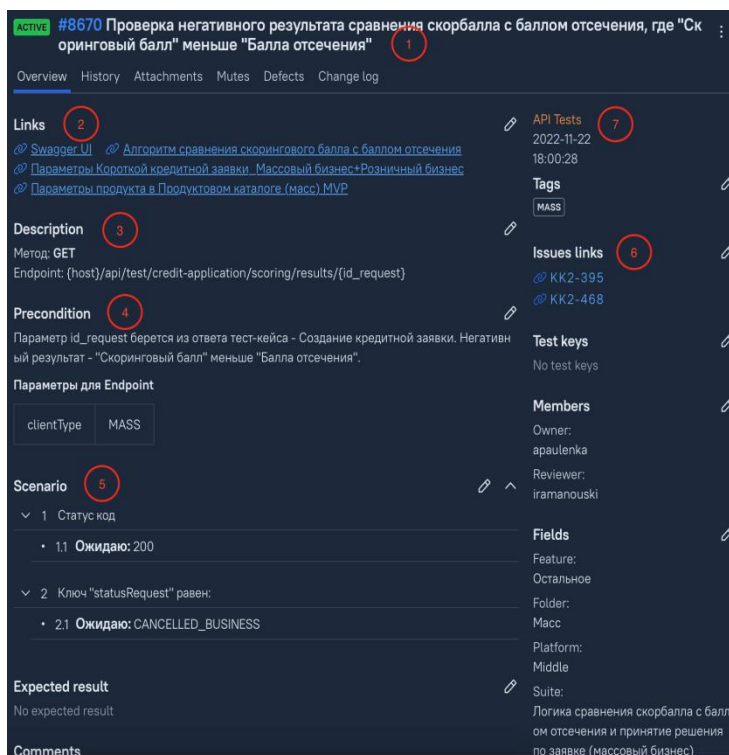 ACTIVE #8670 Проверка негативного результата сравнения скорбалла с баллом отсечения, где "Ск
оринговый балл" меньше "Балла отсечения"
1
Overview History Attachments Mutes Defects Change log
Links
2
Swagger UI Алгоритм сравнения скорингового балла с баллом отсечения
Параметры Короткой кредитной заявки_Массовый бизнес+Розничный бизнес
Параметры продукта в Продуктовом каталоге (масс) MVP
Description
3
Метод: GET
Endpoint: {host}/api/test/credit-application/scoring/results/{id_request}
Precondition
4
Параметр id_request берется из ответа тест-кейса - Создание кредитной заявки. Негативн
ый результат - "Скоринговый балл" меньше "Балла отсечения".
Параметры для Endpoint
clientType MASS
Scenario
5
1 Статус код
1.1 Ожидаю: 200
2 Ключ "statusRequest" равен:
2.1 Ожидаю: CANCELLED_BUSINESS
Expected result
No expected result
Comments
API Tests
7
2022-11-22
18:00:28
Tags
MASS
Issues links
6
KK2-395
KK2-468
Test keys
No test keys
Members
Owner:
apaulenka
Reviewer:
iramanouski
Fields
Feature:
Остальное
Folder:
Масс
Platform:
Middle
Suite:
Логика сравнения скорбалла с балл
ом отсечения и принятие решения
по заявке (массовый бизнес)